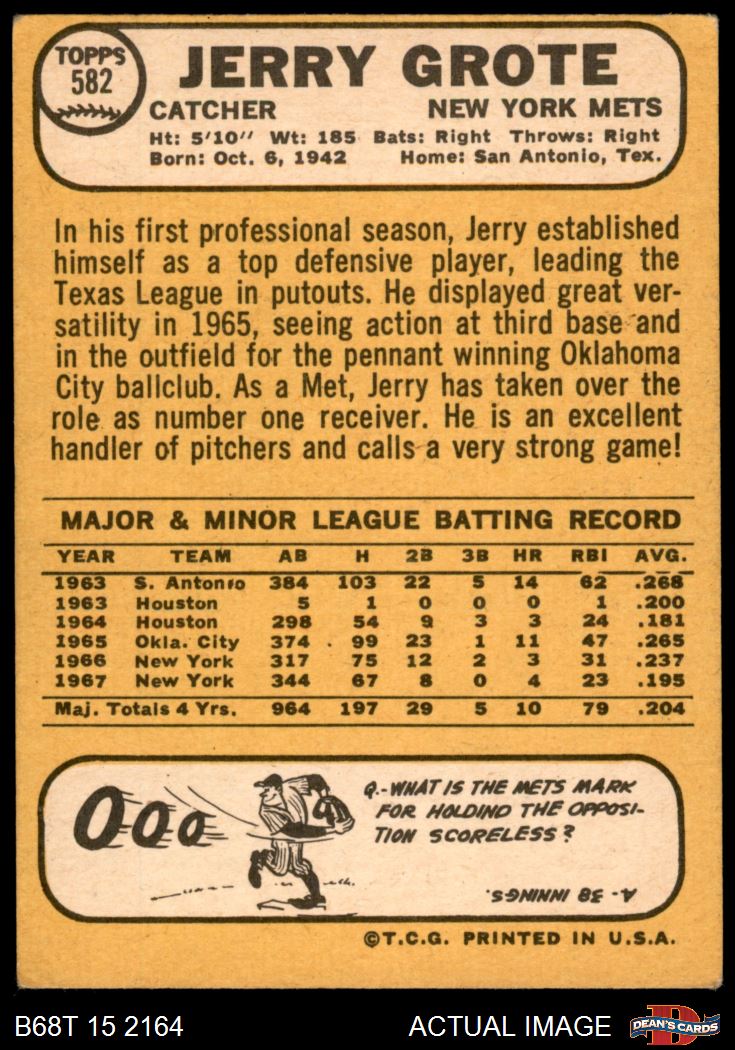 TOPPS
582
JERRY GROTE
CATCHER NEW YORK METS
Ht: 5'10" Wt: 185 Bats: Right Throws: Right
Born: Oct. 6, 1942 Home: San Antonio, Tex.
In his first professional season, Jerry established
himself as a top defensive player, leading the
Texas League in putouts. He displayed great ver-
satility in 1965, seeing action at third base and
in the outfield for the pennant winning Oklahoma
City ballclub. As a Met, Jerry has taken over the
role as number one receiver. He is an excellent
handler of pitchers and calls a very strong game!
MAJOR & MINOR LEAGUE BATTING RECORD
YEAR TEAM AB H 2B 3B HR RBI AVG.
1963 S. Antonio 384 103 22 5 14 62 .268
1963 Houston 5 1 0 0 0 1 .200
1964 Houston 298 54 9 3 3 24 .181
1965 Okla. City 374 99 23 1 11 47 .265
1966 New York 317 75 12 2 3 31 .237
1967 New York 344 67 8 0 4 23 .195
Maj. Totals 4 Yrs. 964 197 29 5 10 79 .204
000
Q.-WHAT IS THE METS MARK
FOR HOLDIND THE OPPOSI-
TION SCORELESS?
A- 38 INNINGS.
©T.C.G. PRINTED IN U.S.A.
B68T 15 2164 ACTUAL IMAGE DEAN'S CARDS